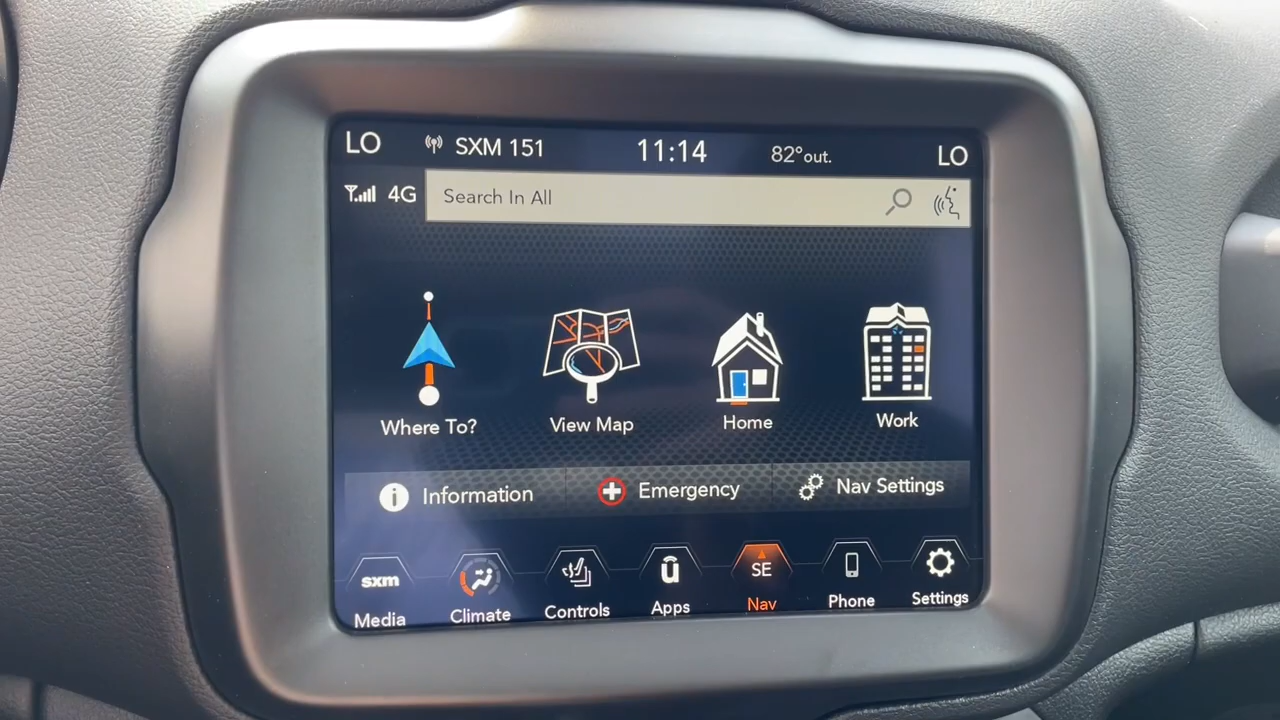 LO SXM 151 11:14 82°out. LO
4G Search In All
Where To? View Map Home Work
i Information Emergency Nav Settings
sxm ū SE
Media Climate Controls Apps Nav Phone Settings